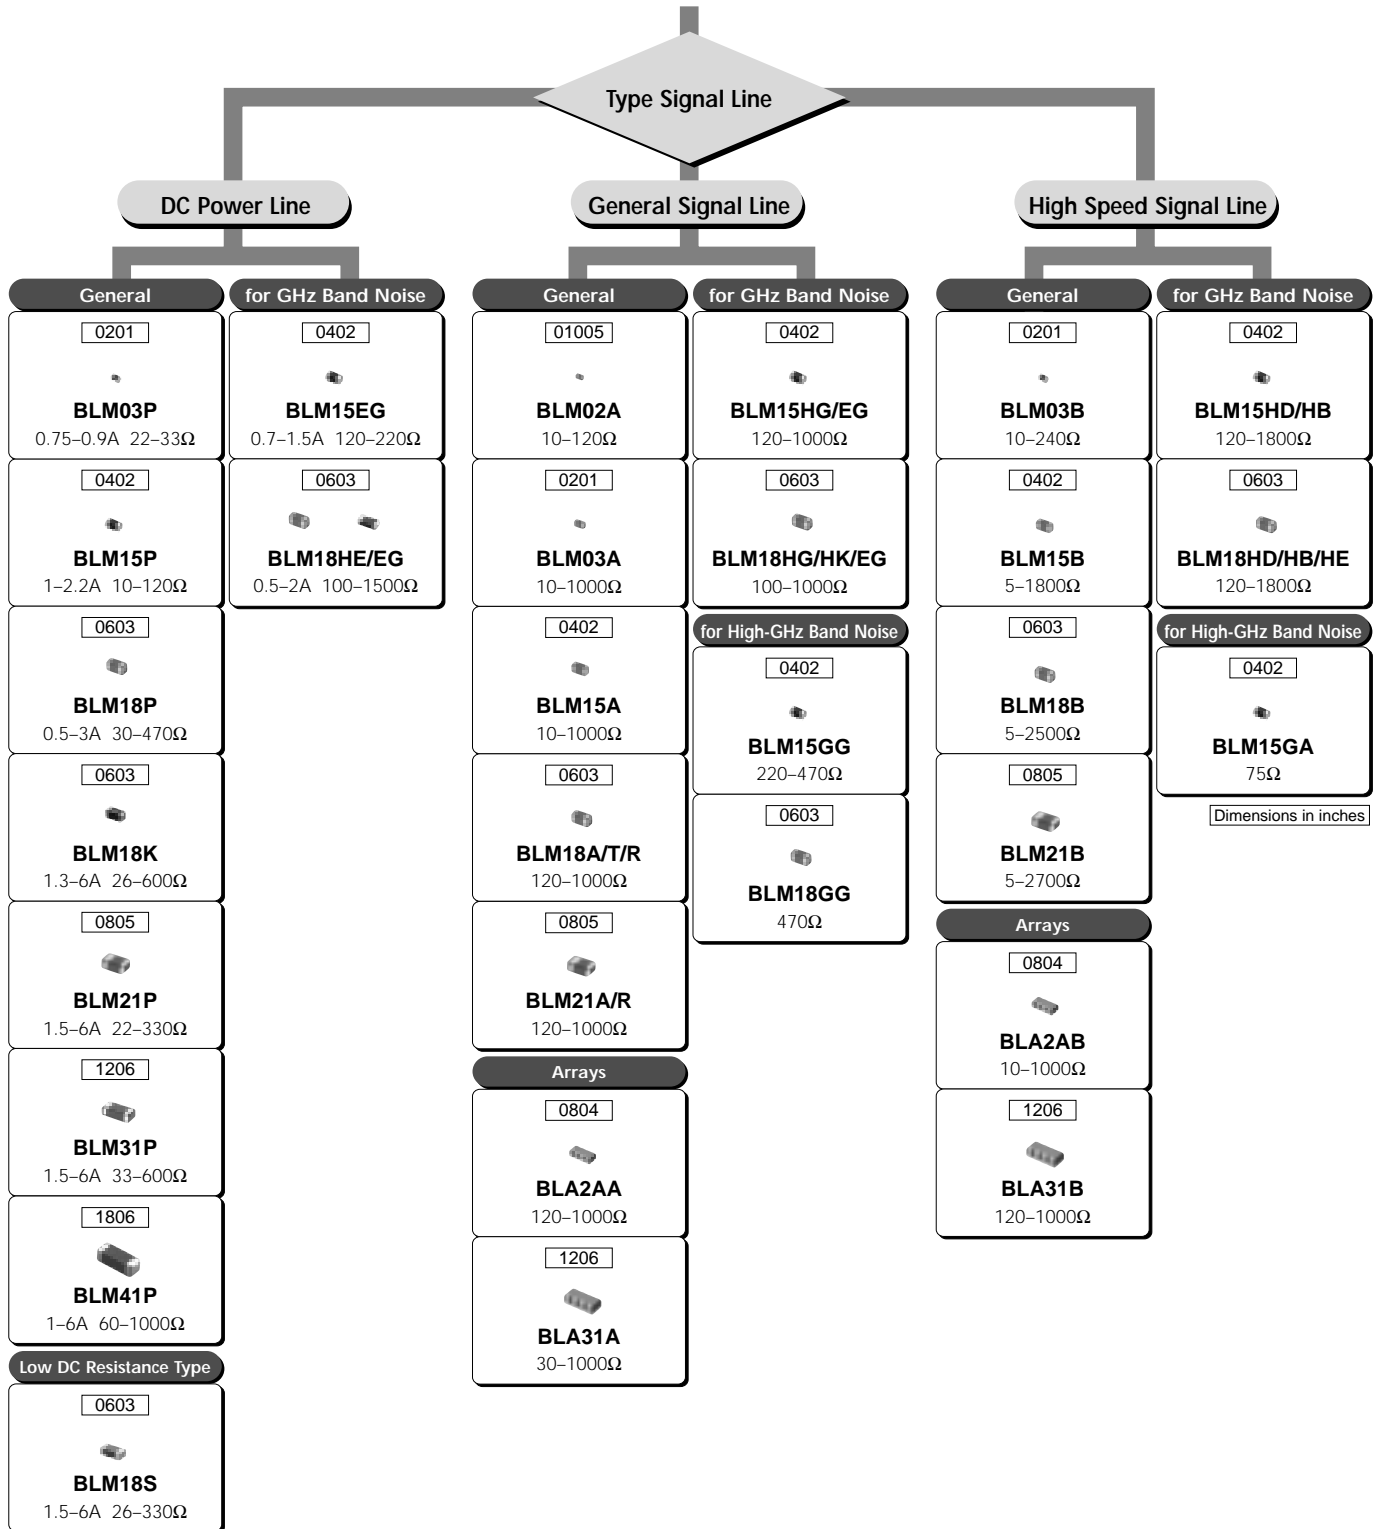 Type Signal Line
DC Power Line
General
0201
BLM03P
0.75–0.9A 22–33Ω
0402
BLM15P
1–2.2A 10–120Ω
0603
BLM18P
0.5–3A 30–470Ω
0603
BLM18K
1.3–6A 26–600Ω
0805
BLM21P
1.5–6A 22–330Ω
1206
BLM31P
1.5–6A 33–600Ω
1806
BLM41P
1–6A 60–1000Ω
Low DC Resistance Type
0603
BLM18S
1.5–6A 26–330Ω
for GHz Band Noise
0402
BLM15EG
0.7–1.5A 120–220Ω
0603
BLM18HE/EG
0.5–2A 100–1500Ω
General Signal Line
General
01005
BLM02A
10–120Ω
0201
BLM03A
10–1000Ω
0402
BLM15A
10–1000Ω
0603
BLM18A/T/R
120–1000Ω
0805
BLM21A/R
120–1000Ω
Arrays
0804
BLA2AA
120–1000Ω
1206
BLA31A
30–1000Ω
for GHz Band Noise
0402
BLM15HG/EG
120–1000Ω
0603
BLM18HG/HK/EG
100–1000Ω
for High-GHz Band Noise
0402
BLM15GG
220–470Ω
0603
BLM18GG
470Ω
High Speed Signal Line
General
0201
BLM03B
10–240Ω
0402
BLM15B
5–1800Ω
0603
BLM18B
5–2500Ω
0805
BLM21B
5–2700Ω
Arrays
0804
BLA2AB
10–1000Ω
1206
BLA31B
120–1000Ω
for GHz Band Noise
0402
BLM15HD/HB
120–1800Ω
0603
BLM18HD/HB/HE
120–1800Ω
for High-GHz Band Noise
0402
BLM15GA
75Ω
Dimensions in inches